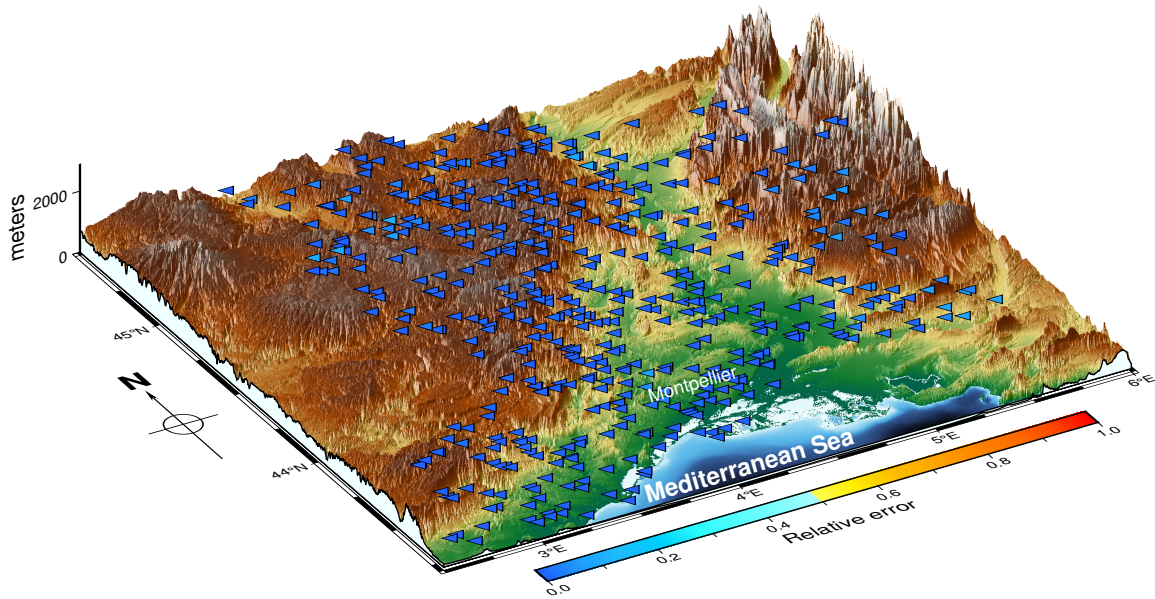 meters
2000
0
45°N
N
44°N
Montpellier
Mediterranean Sea
3°E
4°E
5°E
6°E
0.0
0.2
0.4
0.6
0.8
1.0
Relative error